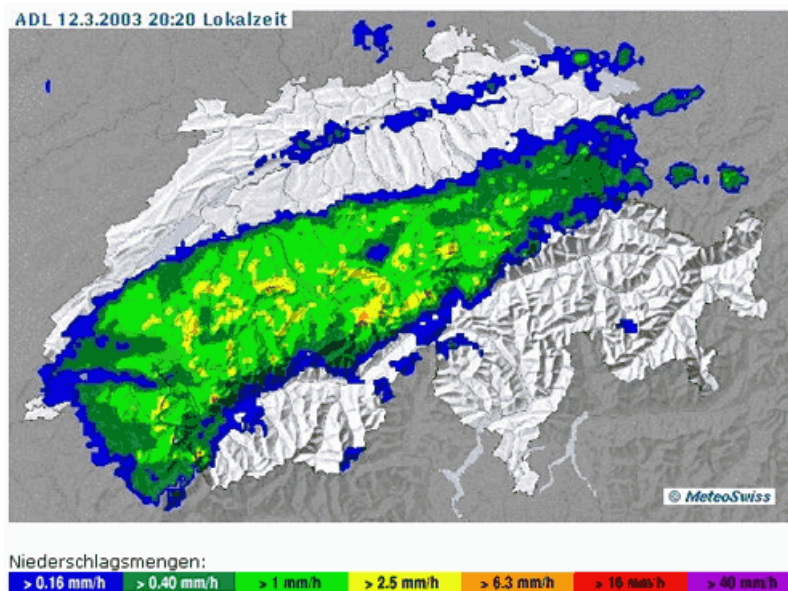 ADL 12.3.2003 20:20 Lokalzeit
© MeteoSwiss
Niederschlagsmengen:
> 0.16 mm/h > 0.40 mm/h > 1 mm/h > 2.5 mm/h > 6.3 mm/h > 16 mm/h > 40 mm/h